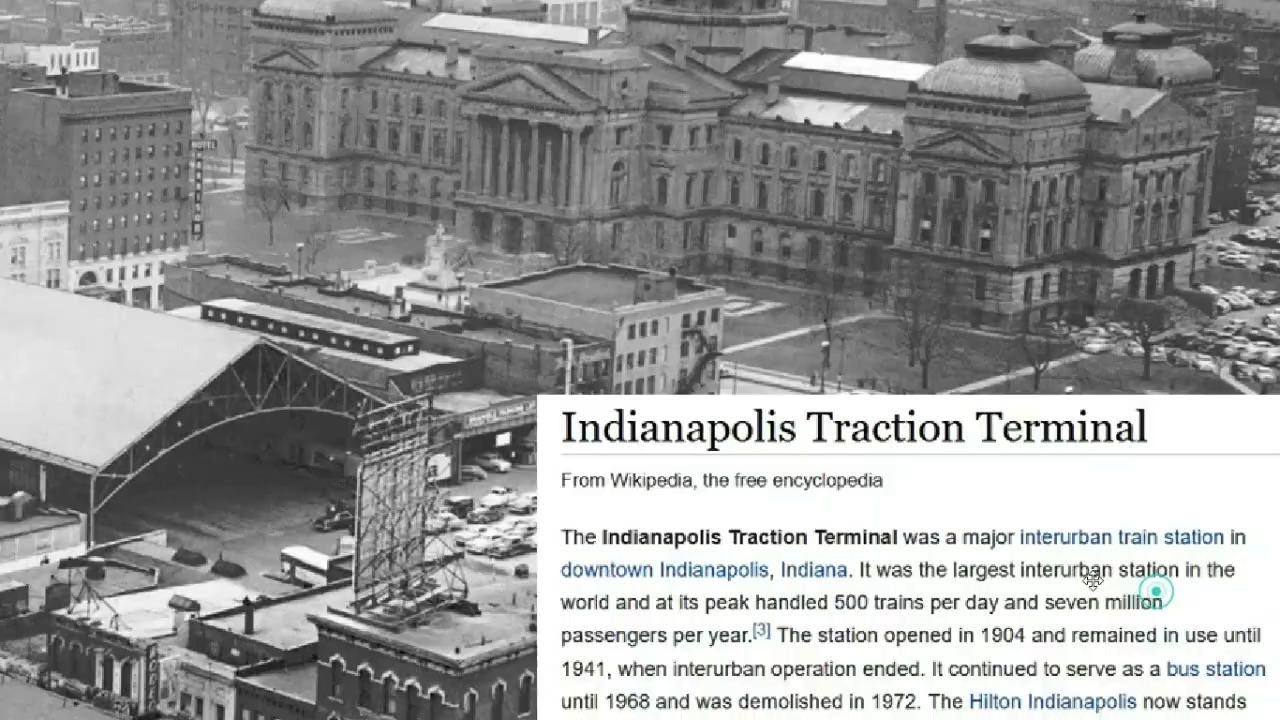 HOTEL
Indianapolis Traction Terminal
From Wikipedia, the free encyclopedia
The Indianapolis Traction Terminal was a major interurban train station in
downtown Indianapolis, Indiana. It was the largest interurban station in the
world and at its peak handled 500 trains per day and seven million
passengers per year.[3] The station opened in 1904 and remained in use until
1941, when interurban operation ended. It continued to serve as a bus station
until 1968 and was demolished in 1972. The Hilton Indianapolis now stands